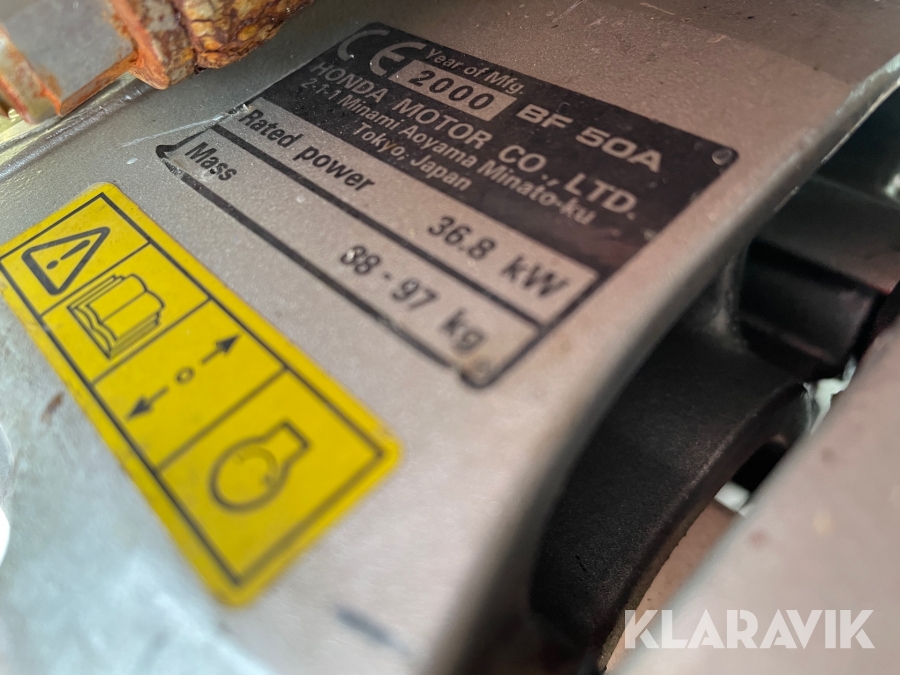 CE Year of Mfg.
2000 BF 50A
HONDA MOTOR CO., LTD.
2-1-1 Minami Aoyama Minato-ku
Tokyo, Japan
Rated power 36.8 kW
Mass 98 - 97 kg
KLARAVIK